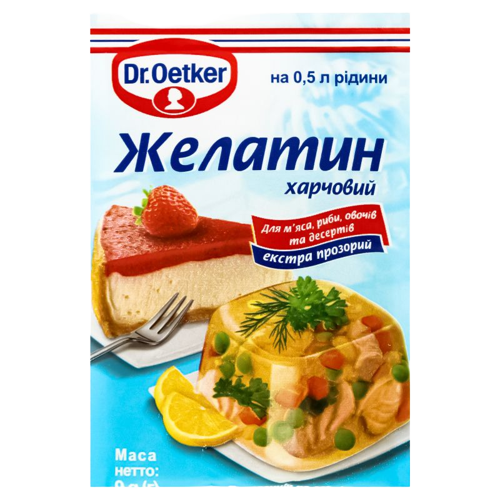 Dr.Oetker
на 0,5 л рідини
Желатин
харчовий
Для м'яса, риби, овочів
та десертів
екстра прозорий
Маса
нетто: